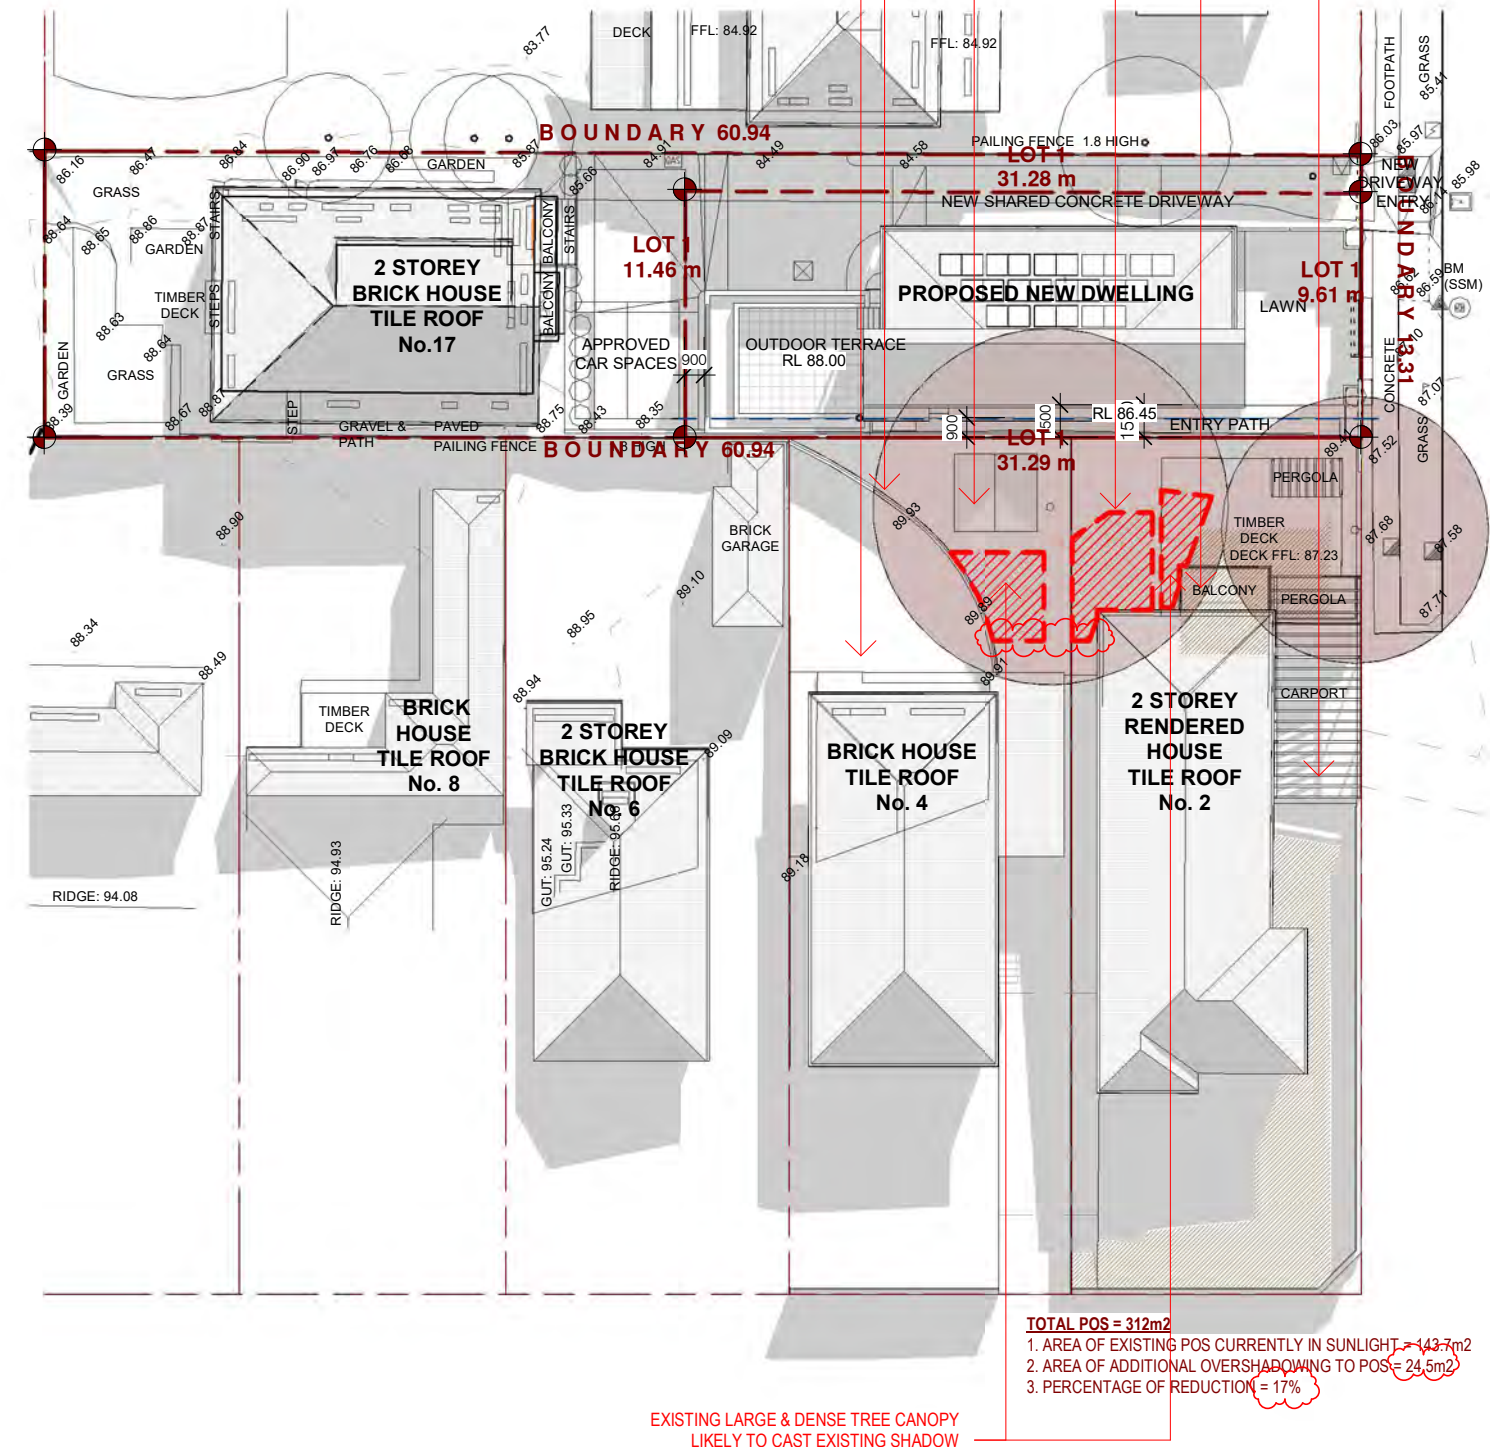 DECK
FFL: 84.92
FFL: 84.92
83.77
FOOTPATH
GRASS
85.41
BOUNDARY 60.94
PAILING FENCE 1.8 HIGH
86.03
85.97
86.16
86.47
86.84
86.90
86.97
86.76
86.68
GARDEN
85.87
84.91
GAS
84.49
84.58
LOT 1
31.28 m
NEW
DRIVEWAY
ENTRY
85.98
86.14
GRASS
STAIRS
85.66
NEW SHARED CONCRETE DRIVEWAY
88.64
88.65
88.86
88.87
GARDEN
BALCONY
STAIRS
LOT 1
11.46 m
BOUNDARY 13.31
2 STOREY
BRICK HOUSE
TILE ROOF
No.17
TIMBER
DECK
STEPS
BALCONY
PROPOSED NEW DWELLING
LOT 1
9.61 m
LAWN
86.62
86.59
BM
(SSM)
88.63
88.64
GARDEN
GRASS
APPROVED
CAR SPACES
900
OUTDOOR TERRACE
RL 88.00
CONCRETE
87.07
88.39
88.67
88.87
STEP
GRAVEL &
PATH
PAVED
PAILING FENCE
88.75
88.43
88.35
BOUNDARY 60.94
900
1500
RL 86.45
ENTRY PATH
LOT 1
31.29 m
87.52
GRASS
PERGOLA
88.90
BRICK
GARAGE
89.93
TIMBER
DECK
DECK FFL: 87.23
87.68
87.58
89.10
89.89
BALCONY
PERGOLA
87.71
88.34
88.95
88.49
88.94
89.91
TIMBER
DECK
BRICK
HOUSE
TILE ROOF
No. 8
2 STOREY
BRICK HOUSE
TILE ROOF
No. 6
89.09
BRICK HOUSE
TILE ROOF
No. 4
2 STOREY
RENDERED
HOUSE
TILE ROOF
No. 2
CARPORT
RIDGE: 94.08
RIDGE: 94.93
GUT: 95.24
GUT: 95.33
89.18
TOTAL POS = 312m2
1. AREA OF EXISTING POS CURRENTLY IN SUNLIGHT = 143.7m2
2. AREA OF ADDITIONAL OVERSHADOWING TO POS = 24.5m2
3. PERCENTAGE OF REDUCTION = 17%
EXISTING LARGE & DENSE TREE CANOPY
LIKELY TO CAST EXISTING SHADOW